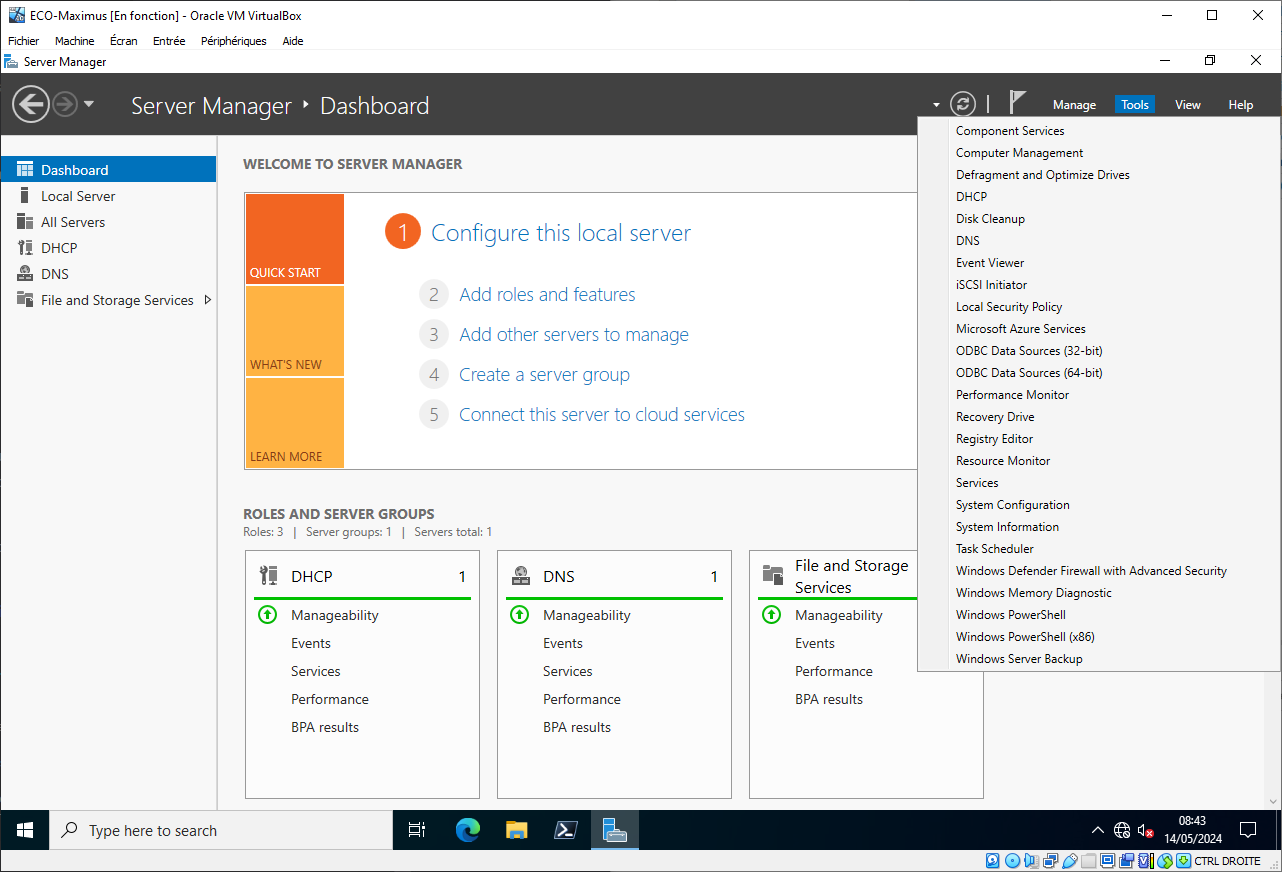 ECO-Maximus [En fonction] - Oracle VM VirtualBox
Fichier Machine Écran Entrée Périphériques Aide
Server Manager
Server Manager ‣ Dashboard
Manage Tools View Help
Dashboard
Local Server
All Servers
DHCP
DNS
File and Storage Services
WELCOME TO SERVER MANAGER
QUICK START
WHAT'S NEW
LEARN MORE
1 Configure this local server
2 Add roles and features
3 Add other servers to manage
4 Create a server group
5 Connect this server to cloud services
ROLES AND SERVER GROUPS
Roles: 3 | Server groups: 1 | Servers total: 1
DHCP 1
Manageability
Events
Services
Performance
BPA results
DNS 1
Manageability
Events
Services
Performance
BPA results
File and Storage
Services
Manageability
Events
Performance
BPA results
Component Services
Computer Management
Defragment and Optimize Drives
DHCP
Disk Cleanup
DNS
Event Viewer
iSCSI Initiator
Local Security Policy
Microsoft Azure Services
ODBC Data Sources (32-bit)
ODBC Data Sources (64-bit)
Performance Monitor
Recovery Drive
Registry Editor
Resource Monitor
Services
System Configuration
System Information
Task Scheduler
Windows Defender Firewall with Advanced Security
Windows Memory Diagnostic
Windows PowerShell
Windows PowerShell (x86)
Windows Server Backup
Type here to search
08:43
14/05/2024
CTRL DROITE